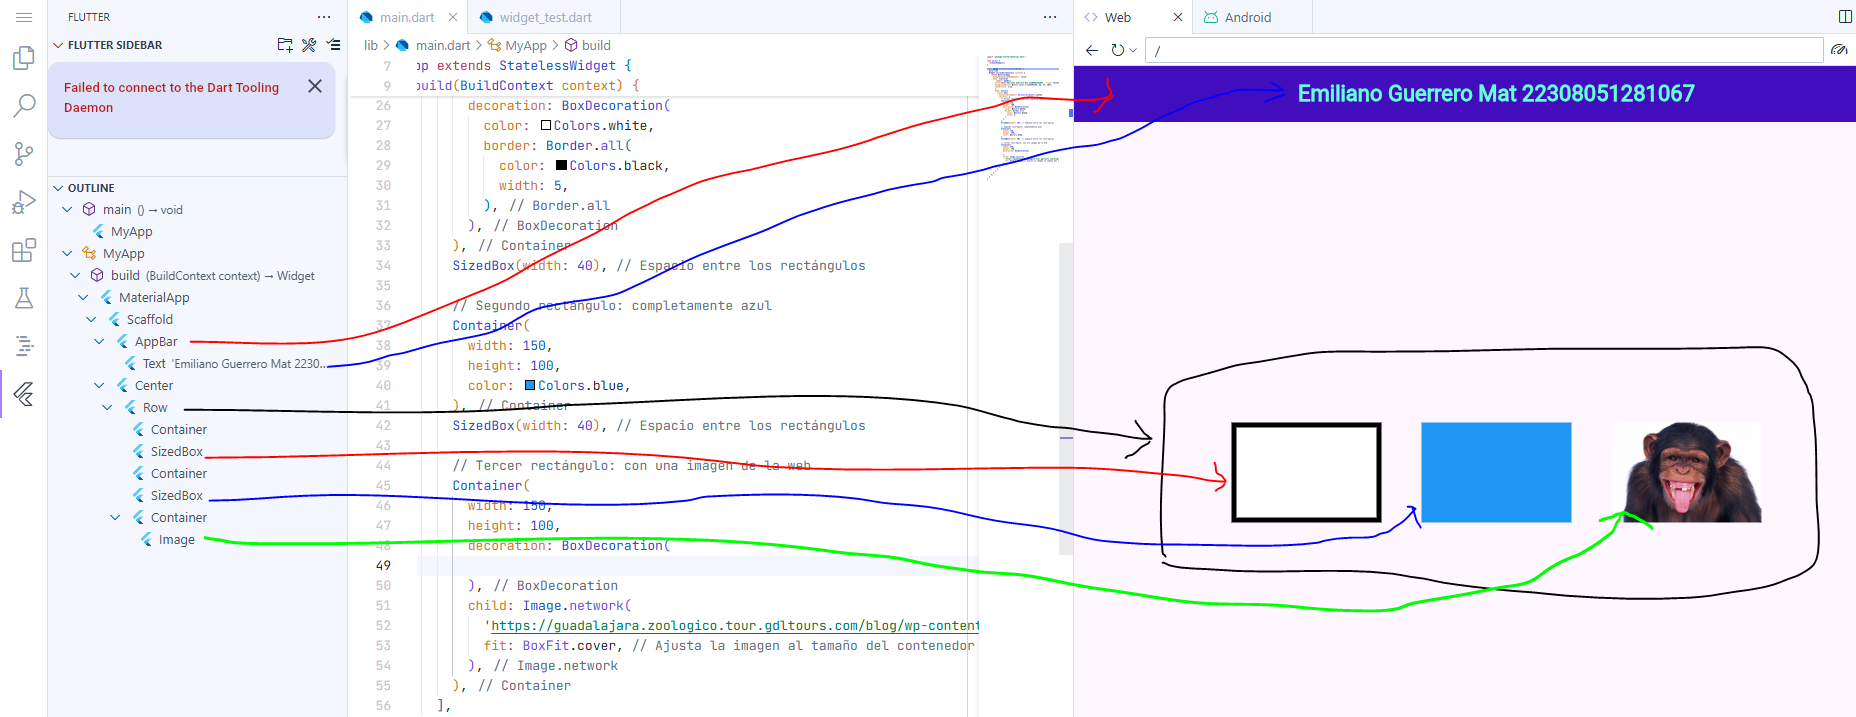 FLUTTER
FLUTTER SIDEBAR
Failed to connect to the Dart Tooling
Daemon
OUTLINE
main () → void
MyApp
MyApp
build (BuildContext context) → Widget
MaterialApp
Scaffold
AppBar
Text 'Emiliano Guerrero Mat 2230...
Center
Row
Container
SizedBox
Container
SizedBox
Container
Image
main.dart
widget_test.dart
lib > main.dart > MyApp > build
7 pp extends StatelessWidget {
9 build(BuildContext context) {
26 decoration: BoxDecoration(
27 color: Colors.white,
28 border: Border.all(
29 color: Colors.black,
30 width: 5,
31 ), // Border.all
32 ), // BoxDecoration
33 ), // Container
34 SizedBox(width: 40), // Espacio entre los rectángulos
35
36 // Segundo rectángulo: completamente azul
37 Container(
38 width: 150,
39 height: 100,
40 color: Colors.blue,
41 ), // Container
42 SizedBox(width: 40), // Espacio entre los rectángulos
43
44 // Tercer rectángulo: con una imagen de la web
45 Container(
46 width: 150,
47 height: 100,
48 decoration: BoxDecoration(
49
50 ), // BoxDecoration
51 child: Image.network(
52 'https://guadalajara.zoologico.tour.gdltours.com/blog/wp-content
53 fit: BoxFit.cover, // Ajusta la imagen al tamaño del contenedor
54 ), // Image.network
55 ), // Container
56 ],
Web
Android
/
Emiliano Guerrero Mat 22308051281067